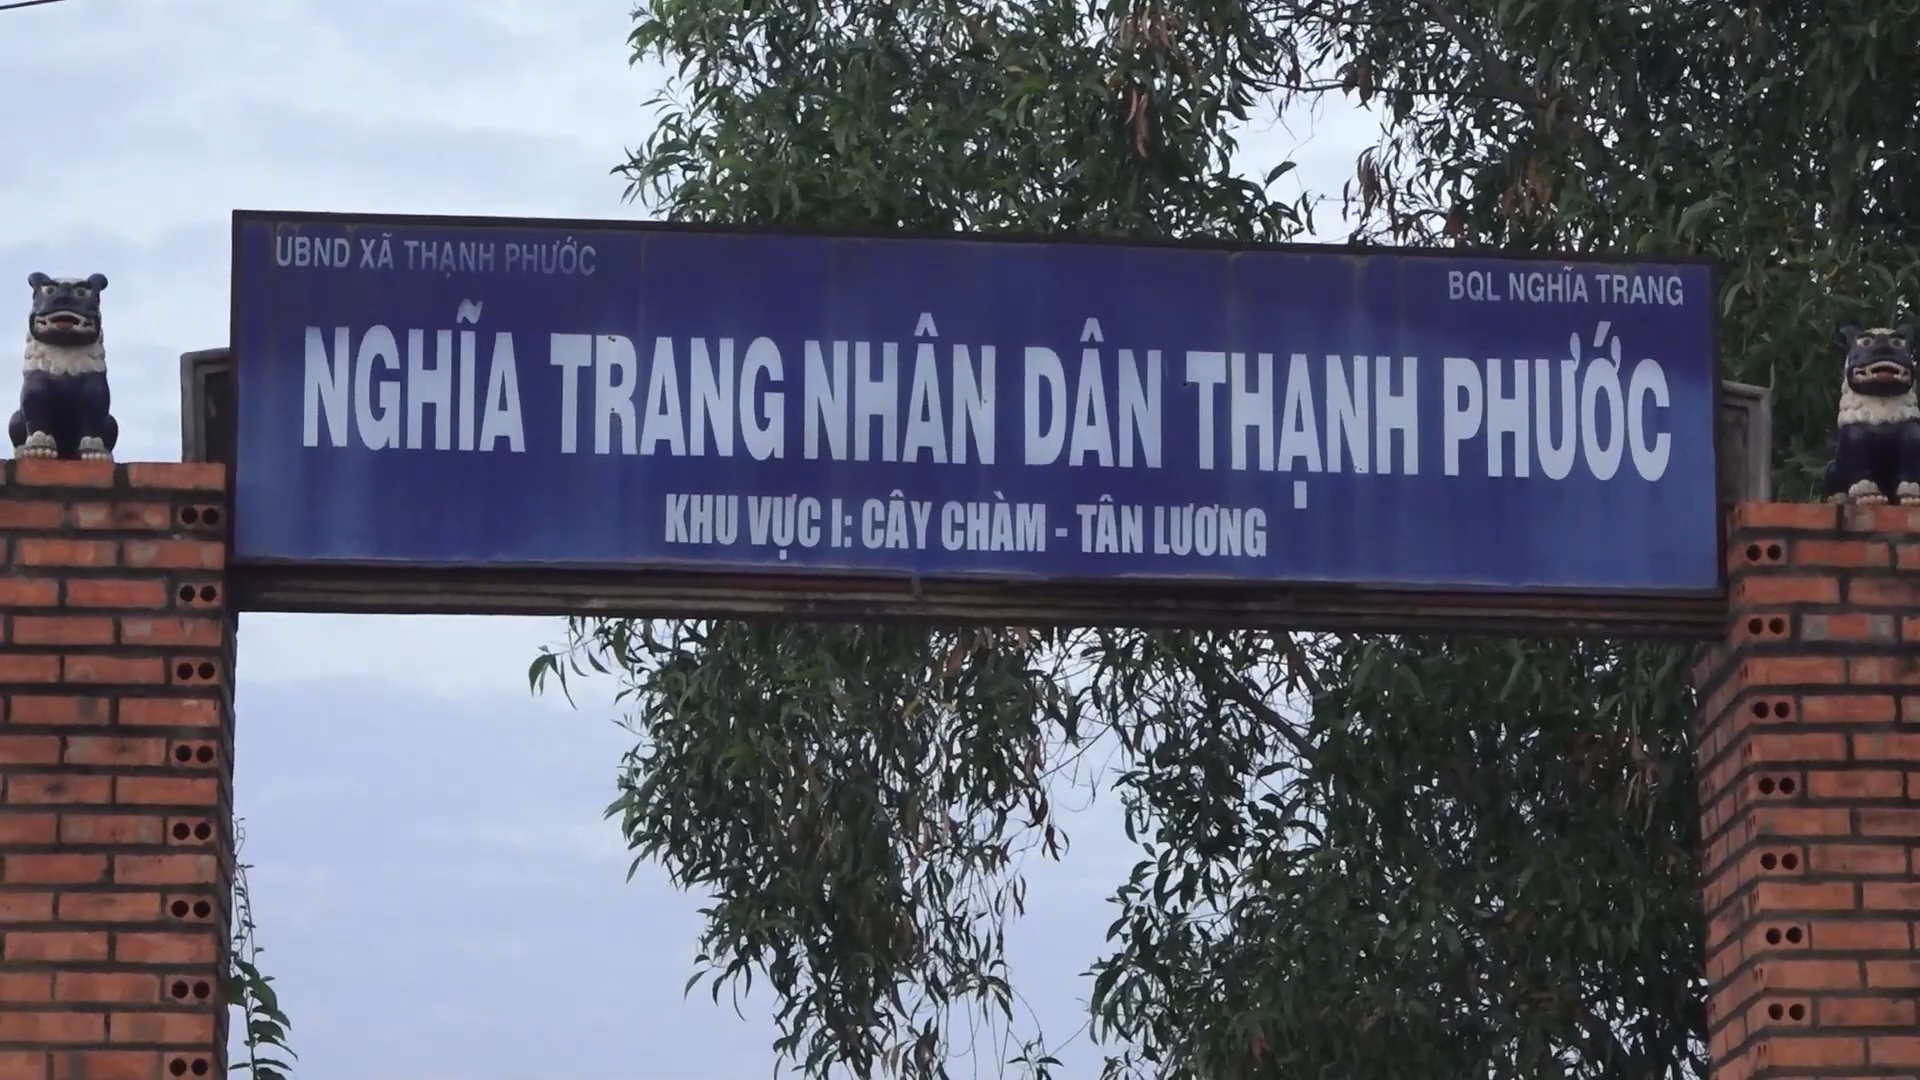 UBND XÃ THẠNH PHƯỚC
BQL NGHĨA TRANG
NGHĨA TRANG NHÂN DÂN THẠNH PHƯỚC
KHU VỰC I: CÂY CHÀM - TÂN LƯƠNG